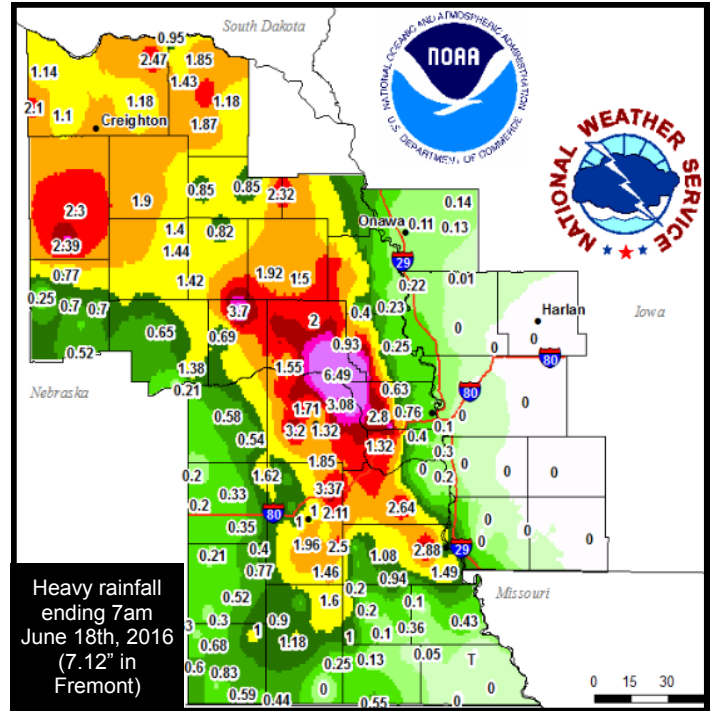 South Dakota
0.95
1.14 2.47 1.85
1.43
2.1 1.1 1.18 1.18
Creighton 1.87
0.85 0.85 2.32
1.9
2.3
2.39
1.4 0.82
1.44
0.77 1.42 1.92 1.5
0.25 0.7 0.7
3.7 2 0.4 0.23
0.65 0.69 0.93 0.25
0.52
1.38 1.55 6.49
0.21 0.63
Nebraska
0.58 1.71 3.08 2.8 0.76
0.54 3.2 1.32 1.32 0.4 0.1
0.3
1.85 0 0.2
0.2 1.62
0.33 3.37
0.2 80 1 2.11 2.64
0.35 1
0.21 0.4 1.96 2.5 1.08 2.88 29
0.77 1.46 0.94 1.49
0.52 1.6 0.2 0.1
0.3 0.9 0.2 0.36 0.43
3 1 1 0.1
0.68 1.18
0.6 0.83 0.25 0.13 0.05 T
0.59 0.44 0 0.55 0 0
Onawa 0.11 0.14
0.13
29
0.22 0.01
Harlan
0 0
0 80
80 0
0 0
0 0 0
0 0
0 0
0
Iowa
Missouri
NATIONAL OCEANIC AND ATMOSPHERIC ADMINISTRATION
NOAA
U.S. DEPARTMENT OF COMMERCE
NATIONAL WEATHER SERVICE
Heavy rainfall
ending 7am
June 18th, 2016
(7.12” in
Fremont)
0 15 30